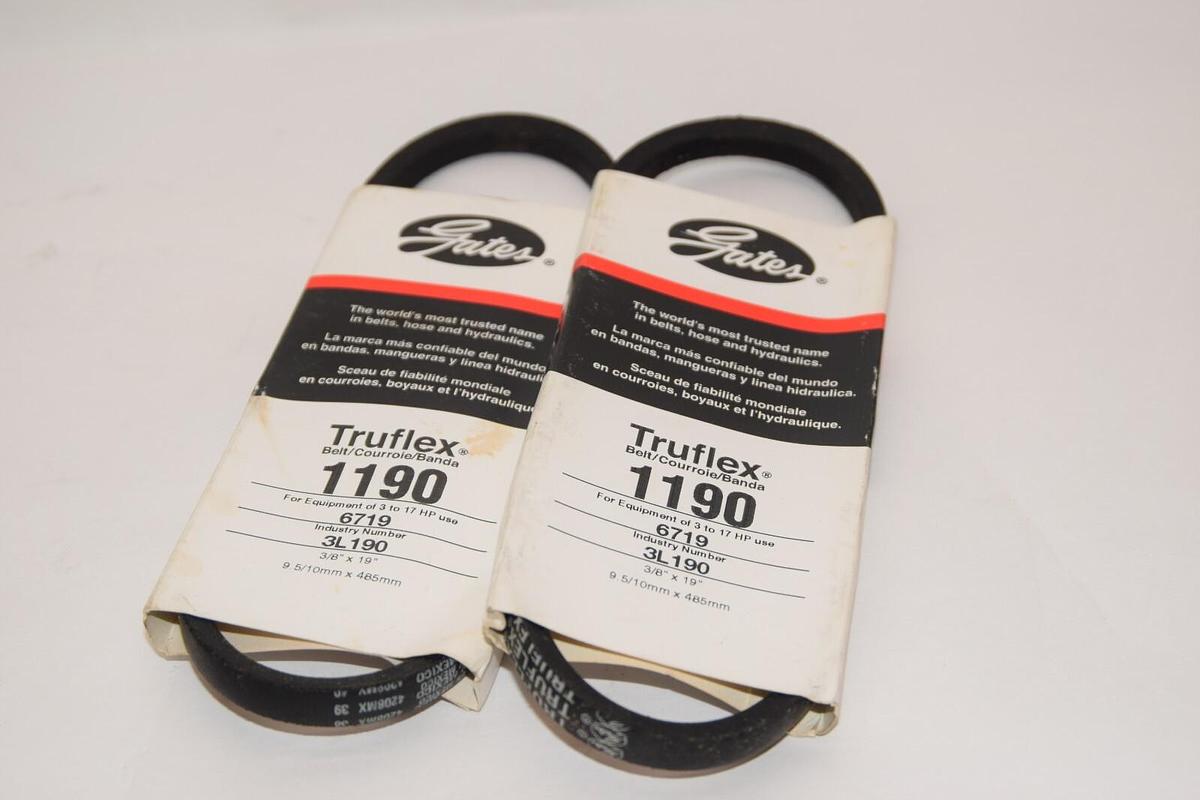 Gates®
The world's most trusted name
in belts, hose and hydraulics.
La marca más confiable del mundo
en bandas, mangueras y linea hidrauli
Sceau de fiabilité mondiale
en courroies, boyaux et l'hydraulique
Truflex®
Belt/Courroie/Banda
1190
For Equipment of 3 to 17 HP use
6719
Industry Number
3L190
3/8" x 19"
9.5/10mm x 485mm
MEXICO
4208MX 39
Gates®
The world's most trusted name
in belts, hose and hydraulics.
La marca más confiable del mundo
en bandas, mangueras y linea hidraulica.
Sceau de fiabilité mondiale
en courroies, boyaux et l'hydraulique.
Truflex®
Belt/Courroie/Banda
1190
For Equipment of 3 to 17 HP use
6719
Industry Number
3L190
3/8" x 19"
9.5/10mm x 485mm
TRUFLEX